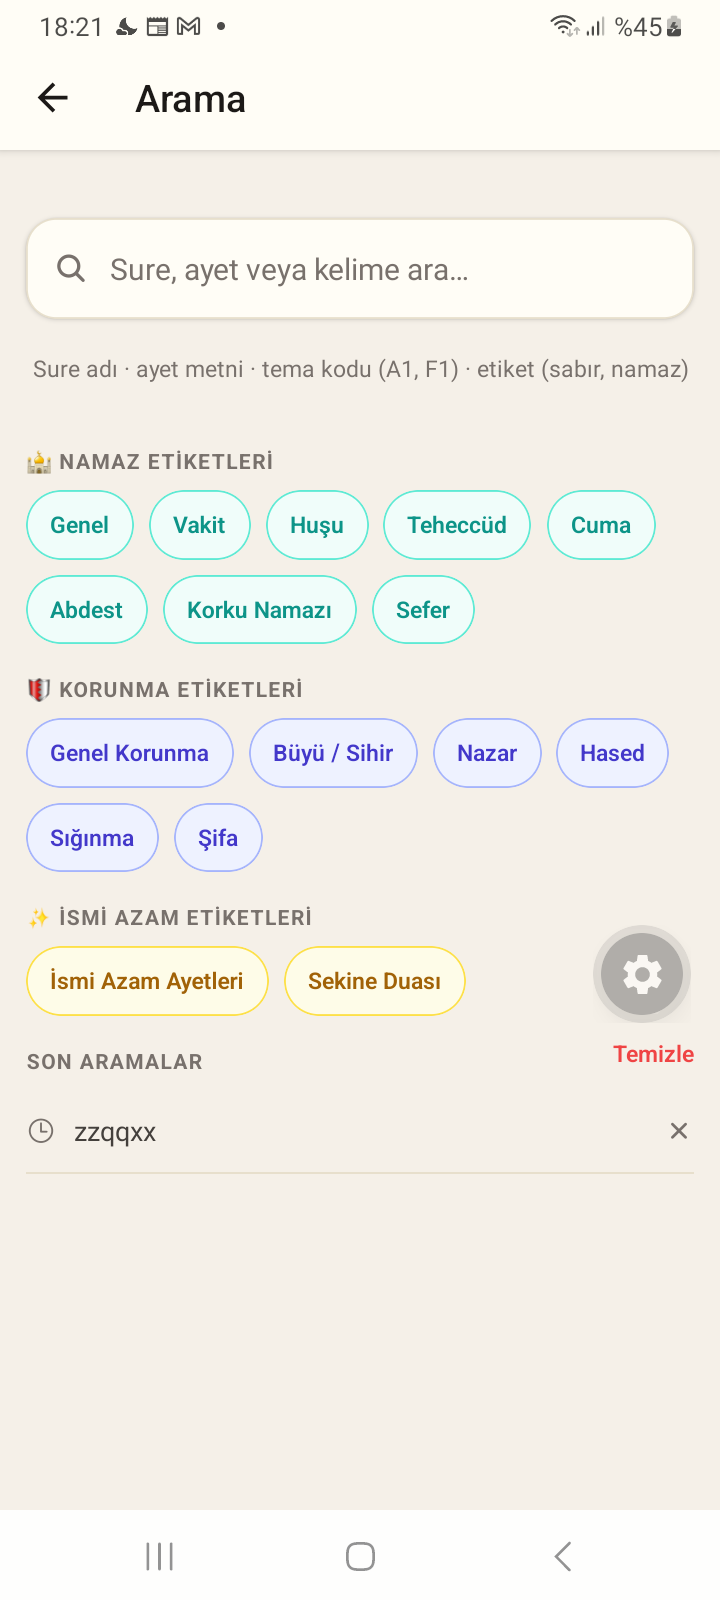 18:21 %45
Arama
Sure, ayet veya kelime ara...
Sure adı · ayet metni · tema kodu (A1, F1) · etiket (sabır, namaz)
NAMAZ ETİKETLERİ
Genel Vakit Huşu Teheccüd Cuma
Abdest Korku Namazı Sefer
KORUNMA ETİKETLERİ
Genel Korunma Büyü / Sihir Nazar Hased
Sığınma Şifa
İSMİ AZAM ETİKETLERİ
İsmi Azam Ayetleri Sekine Duası
SON ARAMALAR Temizle
zzqqxx